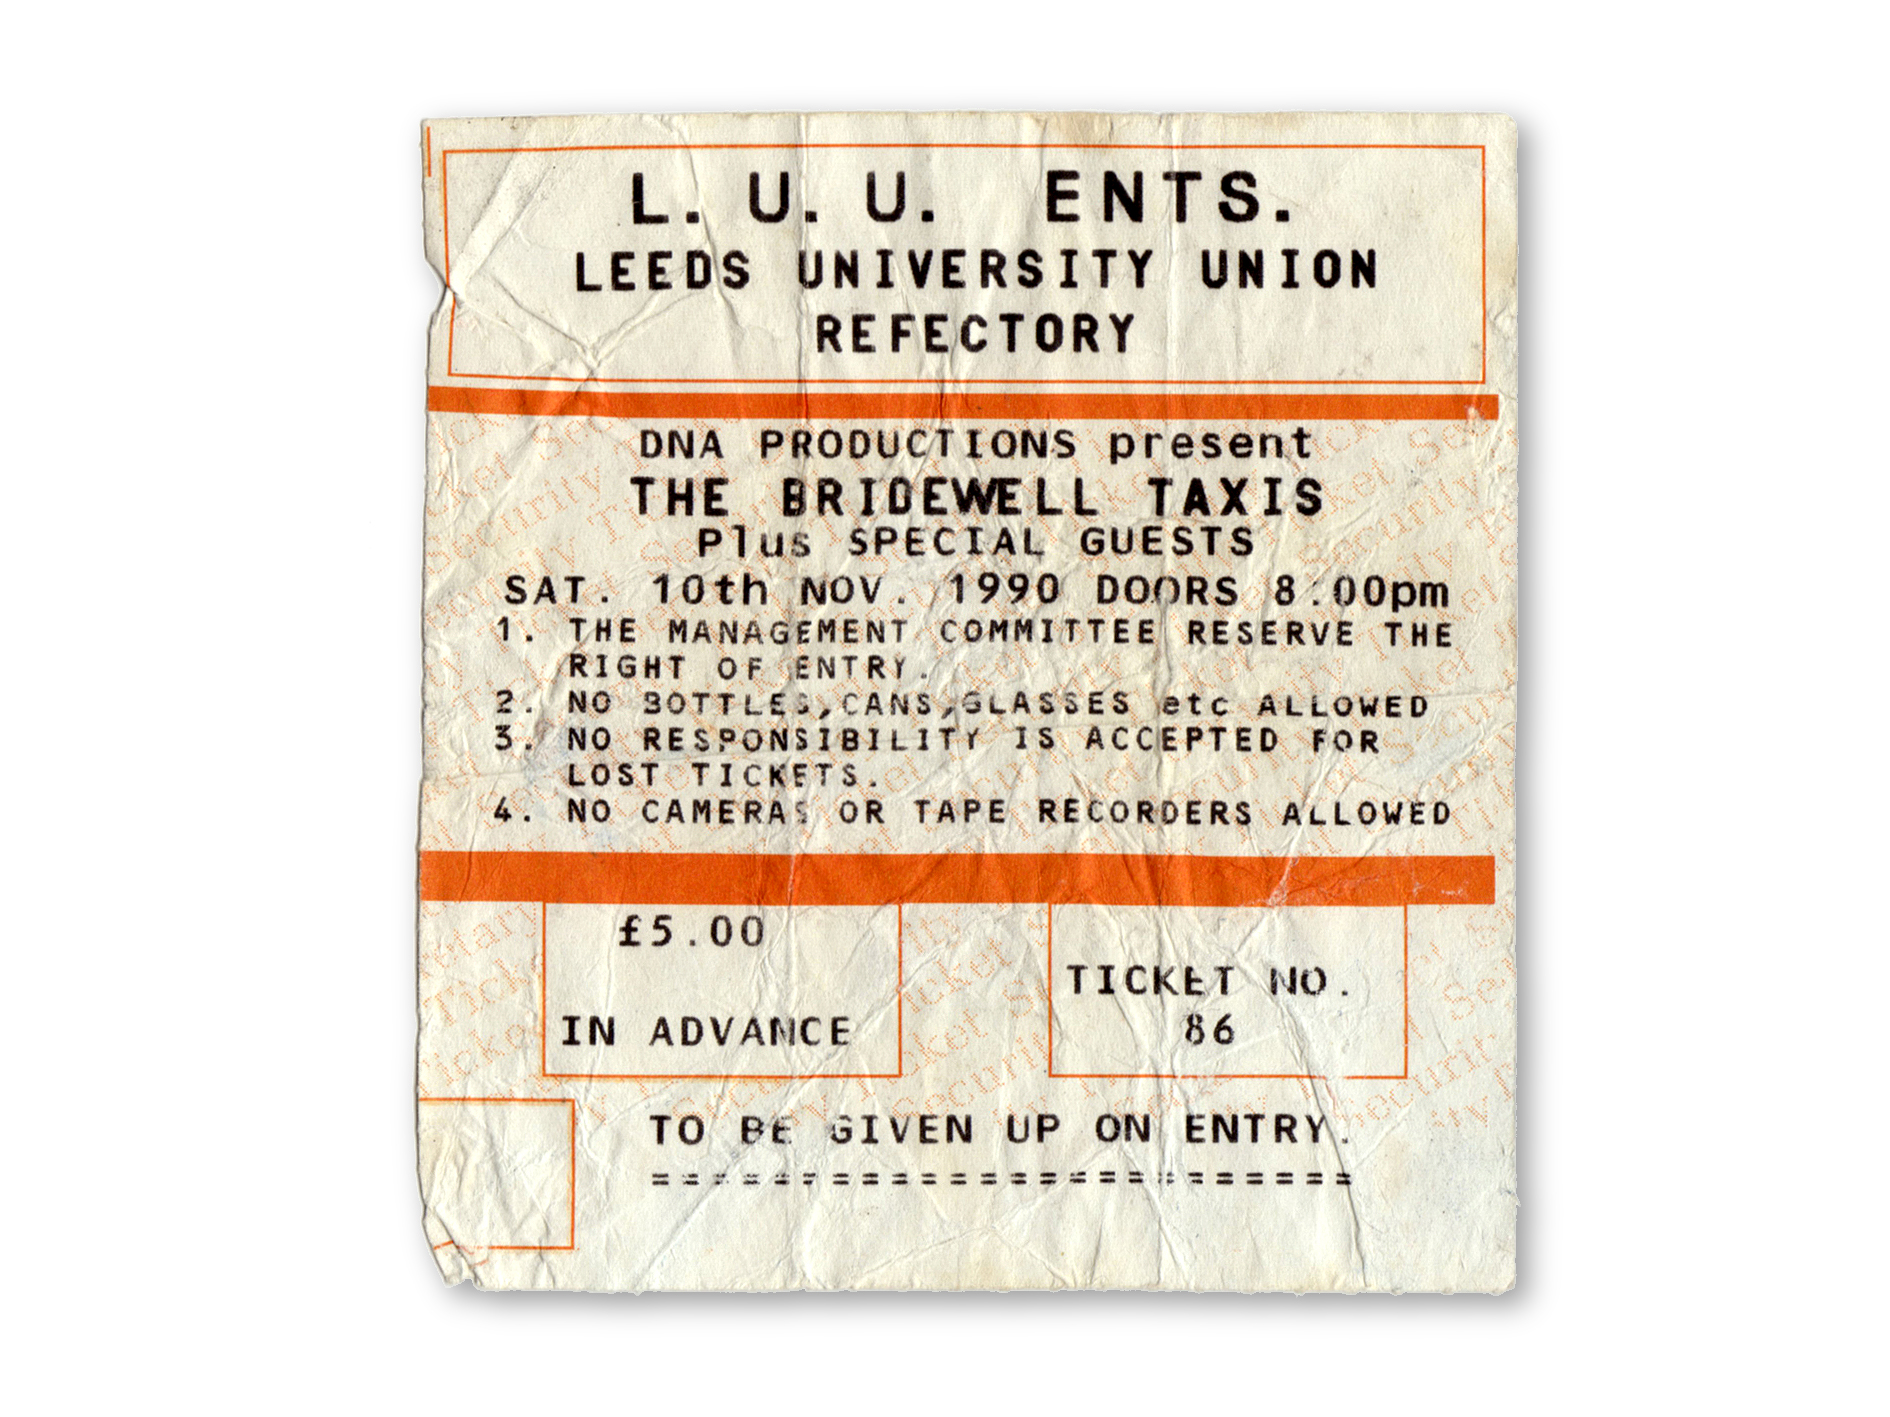 L. U. U. ENTS.
LEEDS UNIVERSITY UNION
REFECTORY
DNA PRODUCTIONS present
THE BRIDEWELL TAXIS
Plus SPECIAL GUESTS
SAT. 10th NOV. 1990 DOORS 8:00pm
1. THE MANAGEMENT COMMITTEE RESERVE THE
RIGHT OF ENTRY.
2. NO BOTTLES,CANS,GLASSES etc ALLOWED
3. NO RESPONSIBILITY IS ACCEPTED FOR
LOST TICKETS.
4. NO CAMERAS OR TAPE RECORDERS ALLOWED
£5.00
IN ADVANCE
TICKET NO.
86
TO BE GIVEN UP ON ENTRY.
========================